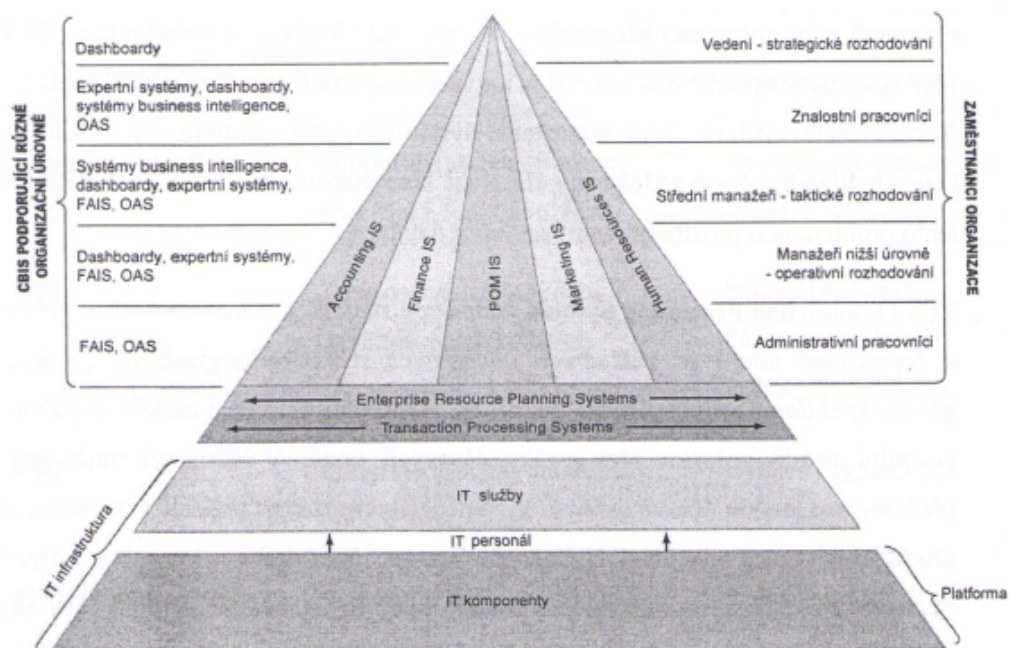 Dashboardy
Expertní systémy, dashboardy,
systémy business intelligence,
OAS
Systémy business intelligence,
dashboardy, expertní systémy,
FAIS, OAS
Dashboardy, expertní systémy,
FAIS, OAS
FAIS, OAS
CBIS PODPORUJÍCÍ RŮZNÉ
ORGANIZAČNÍ ÚROVNĚ
Accounting IS
Finance IS
POM IS
Marketing IS
Human Resources IS
Vedení - strategické rozhodování
Znalostní pracovníci
Střední manažeři - taktické rozhodování
Manažeři nižší úrovně
- operativní rozhodování
Administrativní pracovníci
ZAMĚSTNANCI ORGANIZACE
Enterprise Resource Planning Systems
Transaction Processing Systems
IT služby
IT personál
IT komponenty
IT infrastruktura
Platforma